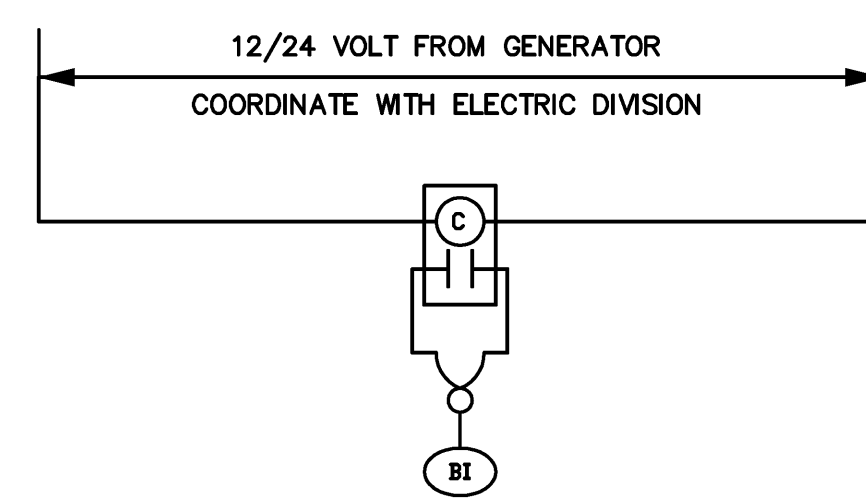 12/24 VOLT FROM GENERATOR
COORDINATE WITH ELECTRIC DIVISION
C
BI